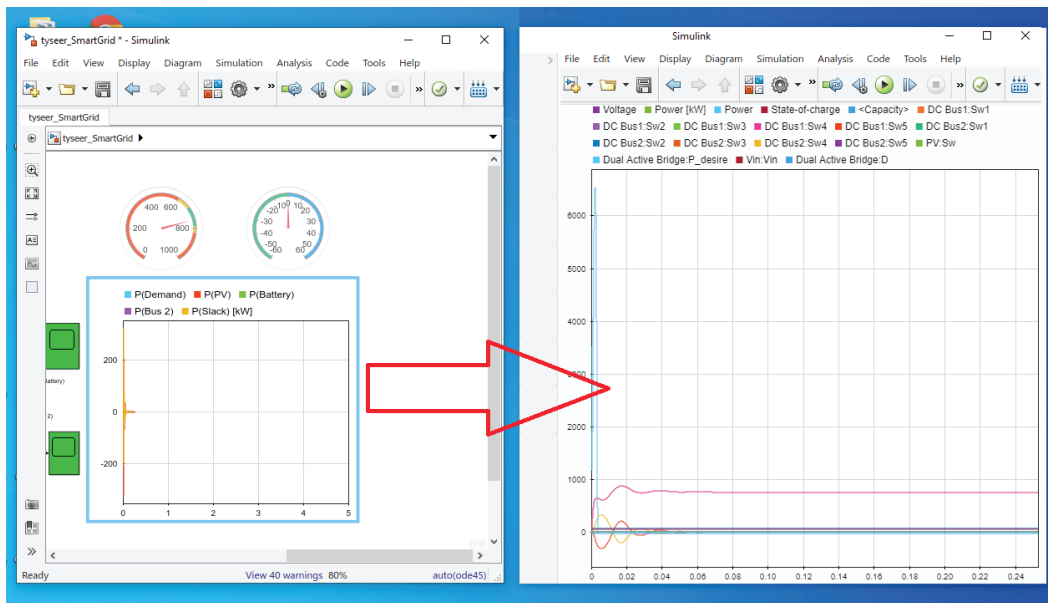 tyseer_SmartGrid * - Simulink
File Edit View Display Diagram Simulation Analysis Code Tools Help
»
»
tyseer_SmartGrid
tyseer_SmartGrid
400 600
200 800
0 1000
-10 0 10
-20 20
-30 30
-40 40
-50 50
-60 60
P(Demand) P(PV) P(Battery)
P(Bus 2) P(Slack) [kW]
200
0
-200
0 1 2 3 4 5
2)
»
Ready View 40 warnings 80% auto(ode45)
Simulink
File Edit View Display Diagram Simulation Analysis Code Tools Help
»
»
Voltage Power [kW] Power State-of-charge <Capacity> DC Bus1:Sw1
DC Bus1:Sw2 DC Bus1:Sw3 DC Bus1:Sw4 DC Bus1:Sw5 DC Bus2:Sw1
DC Bus2:Sw2 DC Bus2:Sw3 DC Bus2:Sw4 DC Bus2:Sw5 PV:Sw
Dual Active Bridge:P_desire Vin:Vin Dual Active Bridge:D
6000
5000
4000
3000
2000
1000
0
0 0.02 0.04 0.06 0.08 0.10 0.12 0.14 0.16 0.18 0.20 0.22 0.24